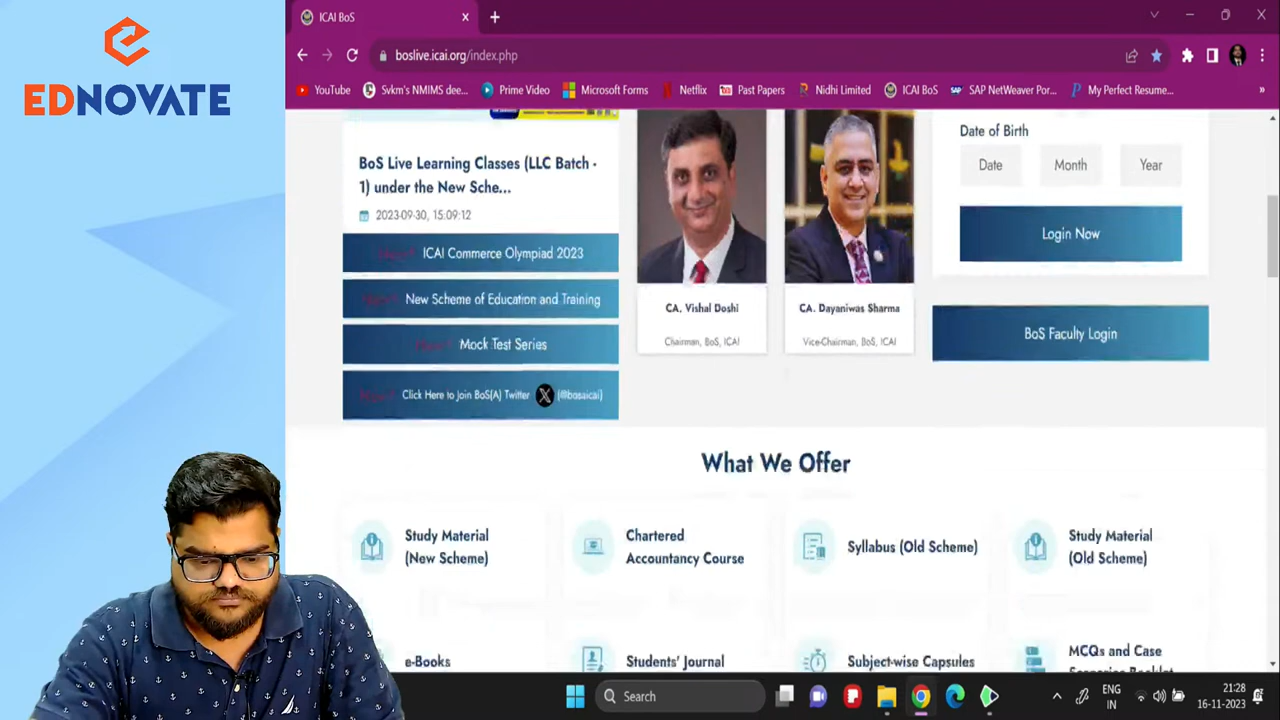 EDNOVATE
ICAI BoS
boslive.icai.org/index.php
YouTube
Svkm's NMIMS dee...
Prime Video
Microsoft Forms
Netflix
Past Papers
Nidhi Limited
ICAI BoS
SAP NetWeaver Por...
My Perfect Resume...
»
BoS Live Learning Classes (LLC Batch -
1) under the New Sche...
2023-09-30, 15:09:12
ICAI Commerce Olympiad 2023
New Scheme of Education and Training
Mock Test Series
Click Here to Join BoS(A) Twitter X (@bosaicai)
CA. Vishal Doshi
Chairman, BoS, ICAI
CA. Dayaniwas Sharma
Vice-Chairman, BoS, ICAI
Date of Birth
Date
Month
Year
Login Now
BoS Faculty Login
What We Offer
Study Material
(New Scheme)
Chartered
Accountancy Course
Syllabus (Old Scheme)
Study Material
(Old Scheme)
e-Books
Students' Journal
Subject-wise Capsules
MCQs and Case
Search
ENG
IN
21:28
16-11-2023